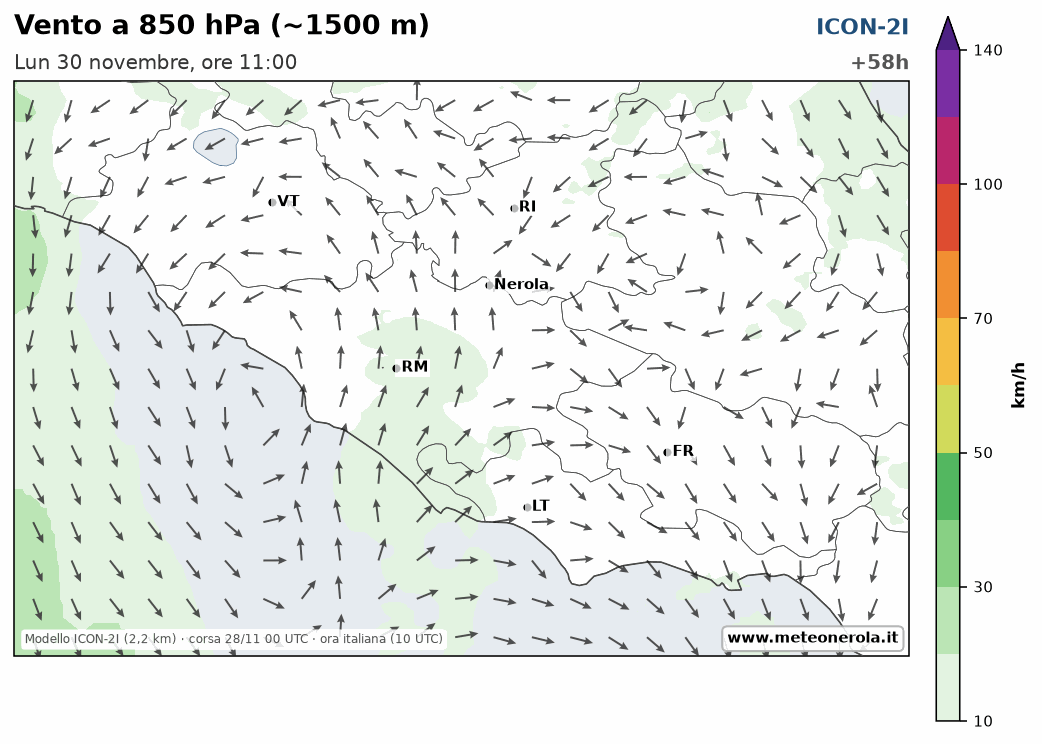 Vento a 850 hPa (~1500 m)
ICON-2I
Lun 30 novembre, ore 11:00
+58h
140
100
70
50
30
10
km/h
VT
RI
Nerola
RM
FR
LT
Modello ICON-2I (2,2 km) · corsa 28/11 00 UTC · ora italiana (10 UTC)
www.meteonerola.it